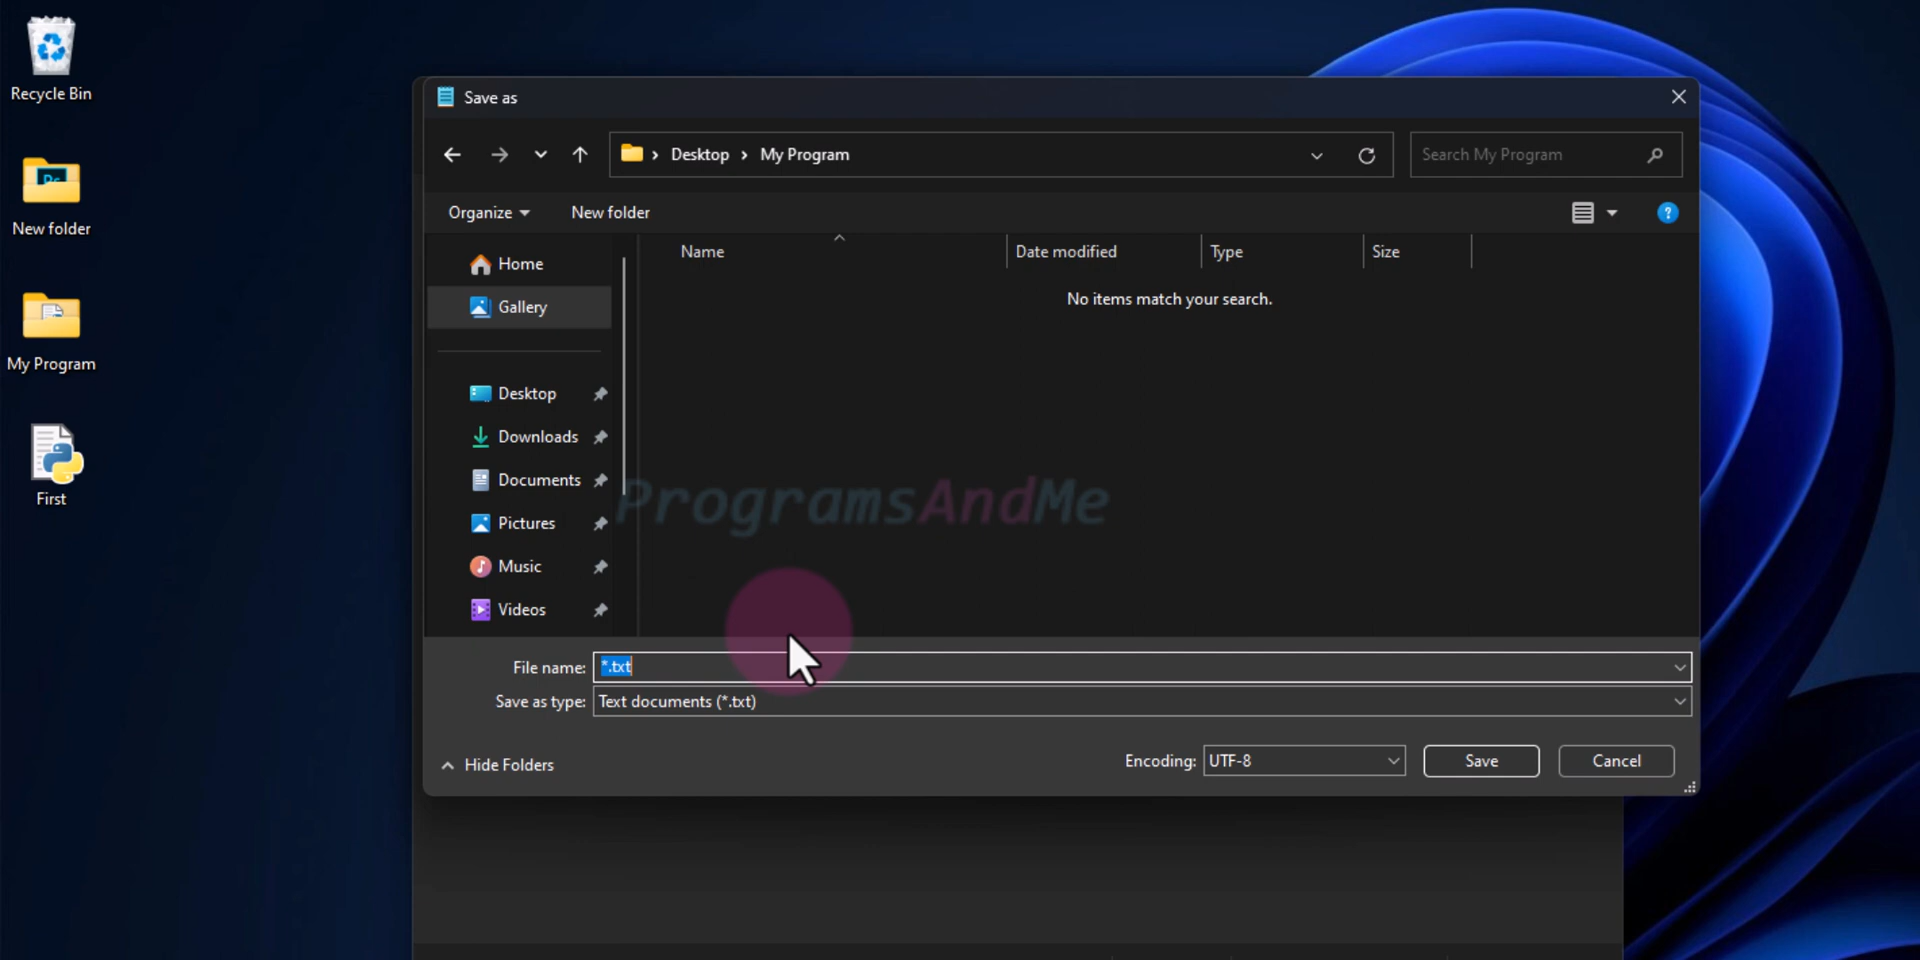 Recycle Bin
New folder
My Program
First
Save as
Desktop › My Program
Search My Program
Organize
New folder
Name
Date modified
Type
Size
No items match your search.
Home
Gallery
Desktop
Downloads
Documents
Pictures
Music
Videos
ProgramsAndMe
File name: *.txt
Save as type: Text documents (*.txt)
Hide Folders
Encoding: UTF-8
Save
Cancel